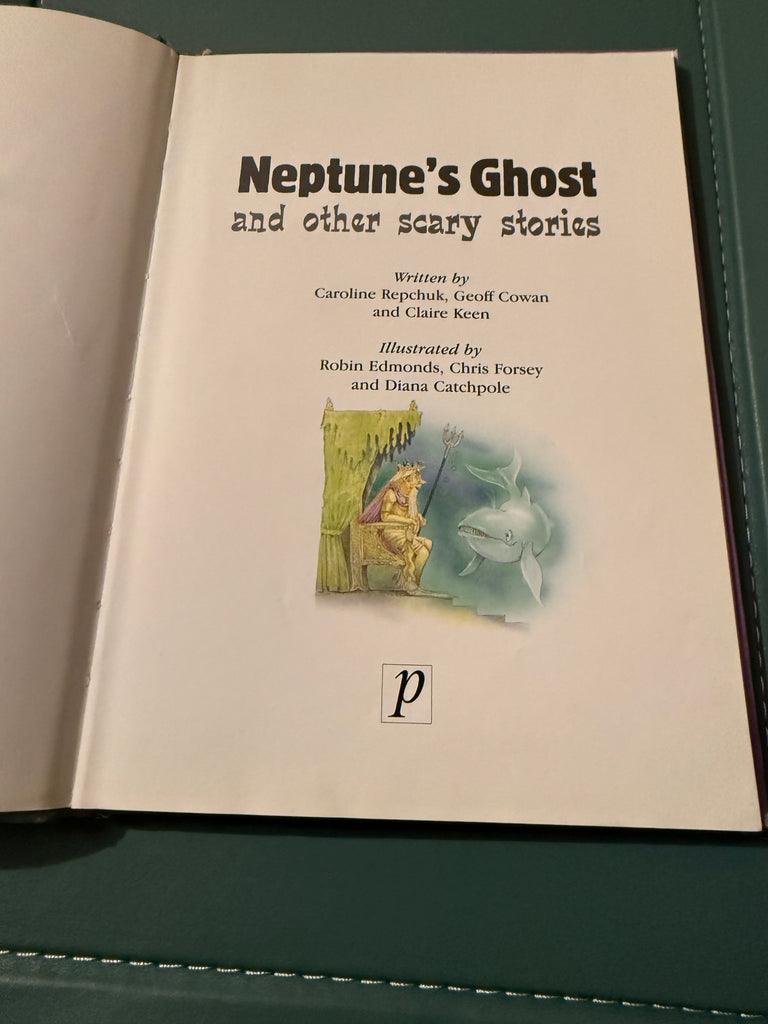 Neptune's Ghost
and other scary stories
Written by
Caroline Repchuk, Geoff Cowan
and Claire Keen
Illustrated by
Robin Edmonds, Chris Forsey
and Diana Catchpole
p